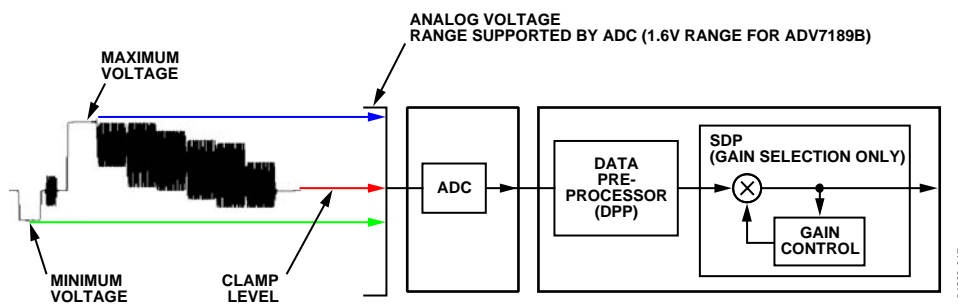 ANALOG VOLTAGE
RANGE SUPPORTED BY ADC (1.6V RANGE FOR ADV7189B)
MAXIMUM
VOLTAGE
SDP
(GAIN SELECTION ONLY)
ADC
DATA
PRE-
PROCESSOR
(DPP)
GAIN
CONTROL
MINIMUM
VOLTAGE
CLAMP
LEVEL